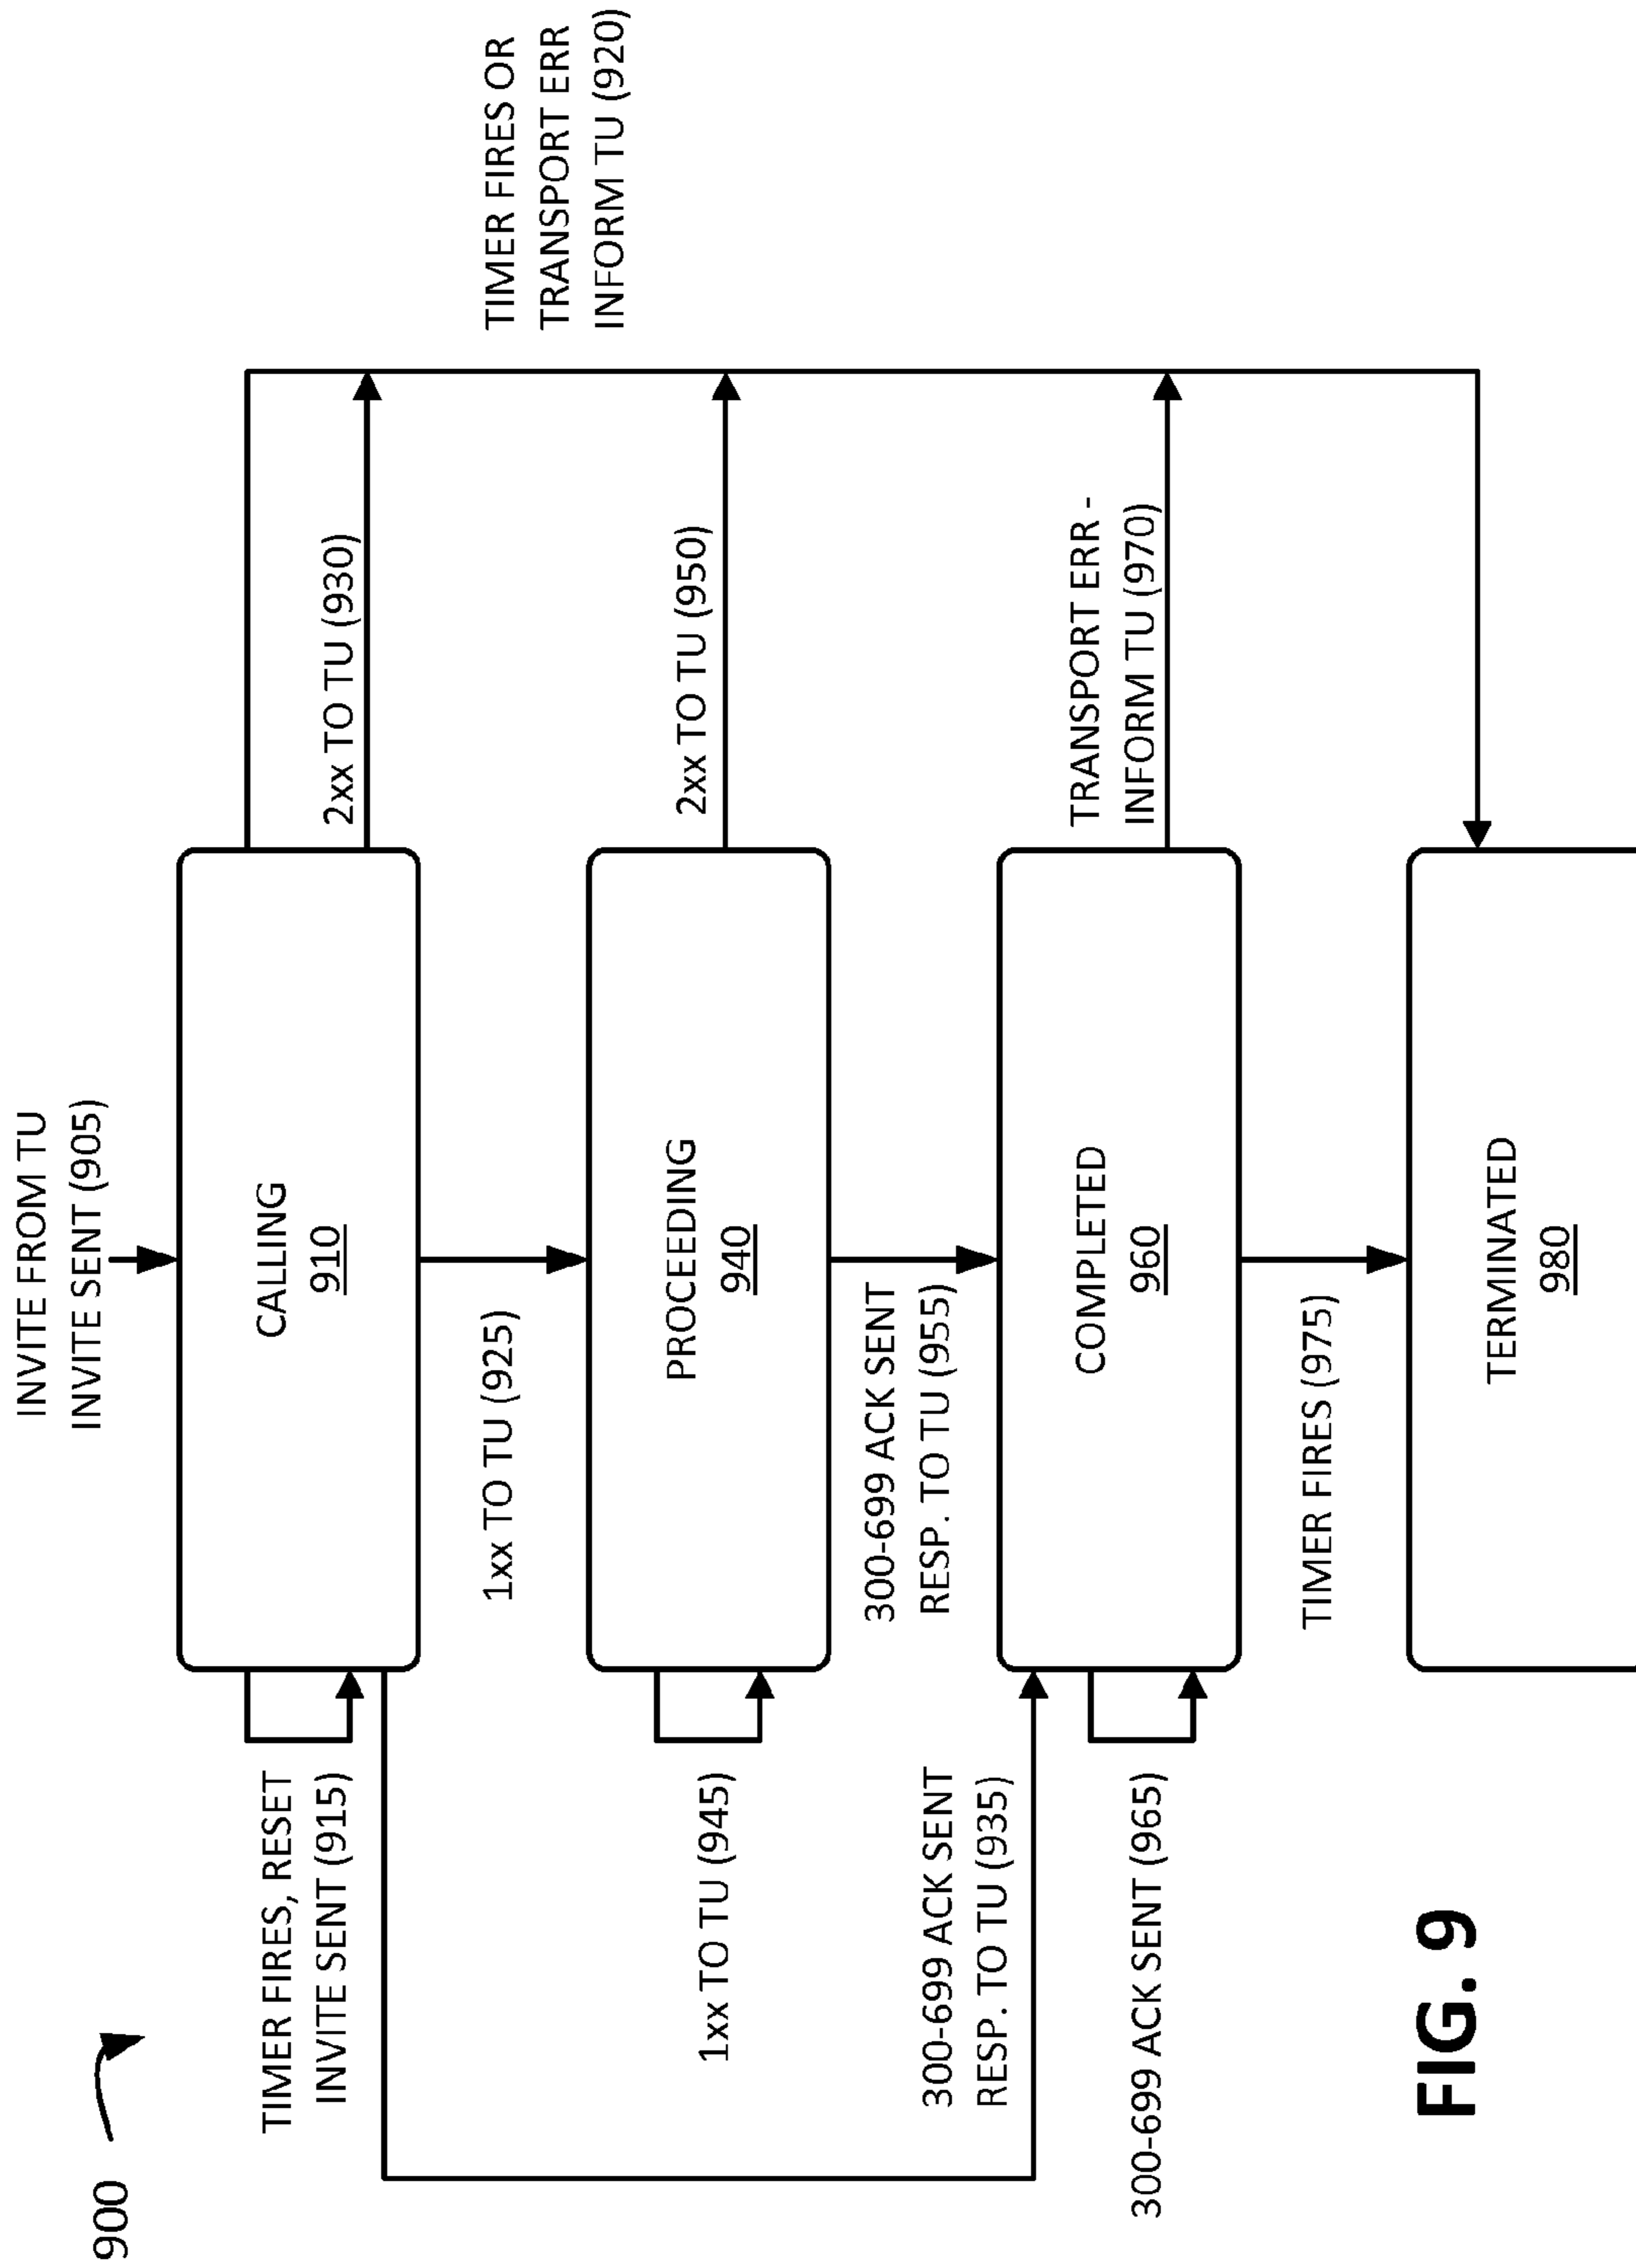 900
INVITE FROM TU
INVITE SENT (905)
TIMER FIRES, RESET
INVITE SENT (915)
CALLING
910
2xx TO TU (930)
TIMER FIRES OR
TRANSPORT ERR
INFORM TU (920)
1xx TO TU (925)
1xx TO TU (945)
PROCEEDING
940
2xx TO TU (950)
300-699 ACK SENT
RESP. TO TU (955)
300-699 ACK SENT
RESP. TO TU (935)
300-699 ACK SENT (965)
COMPLETED
960
TRANSPORT ERR -
INFORM TU (970)
TIMER FIRES (975)
TERMINATED
980
FIG. 9